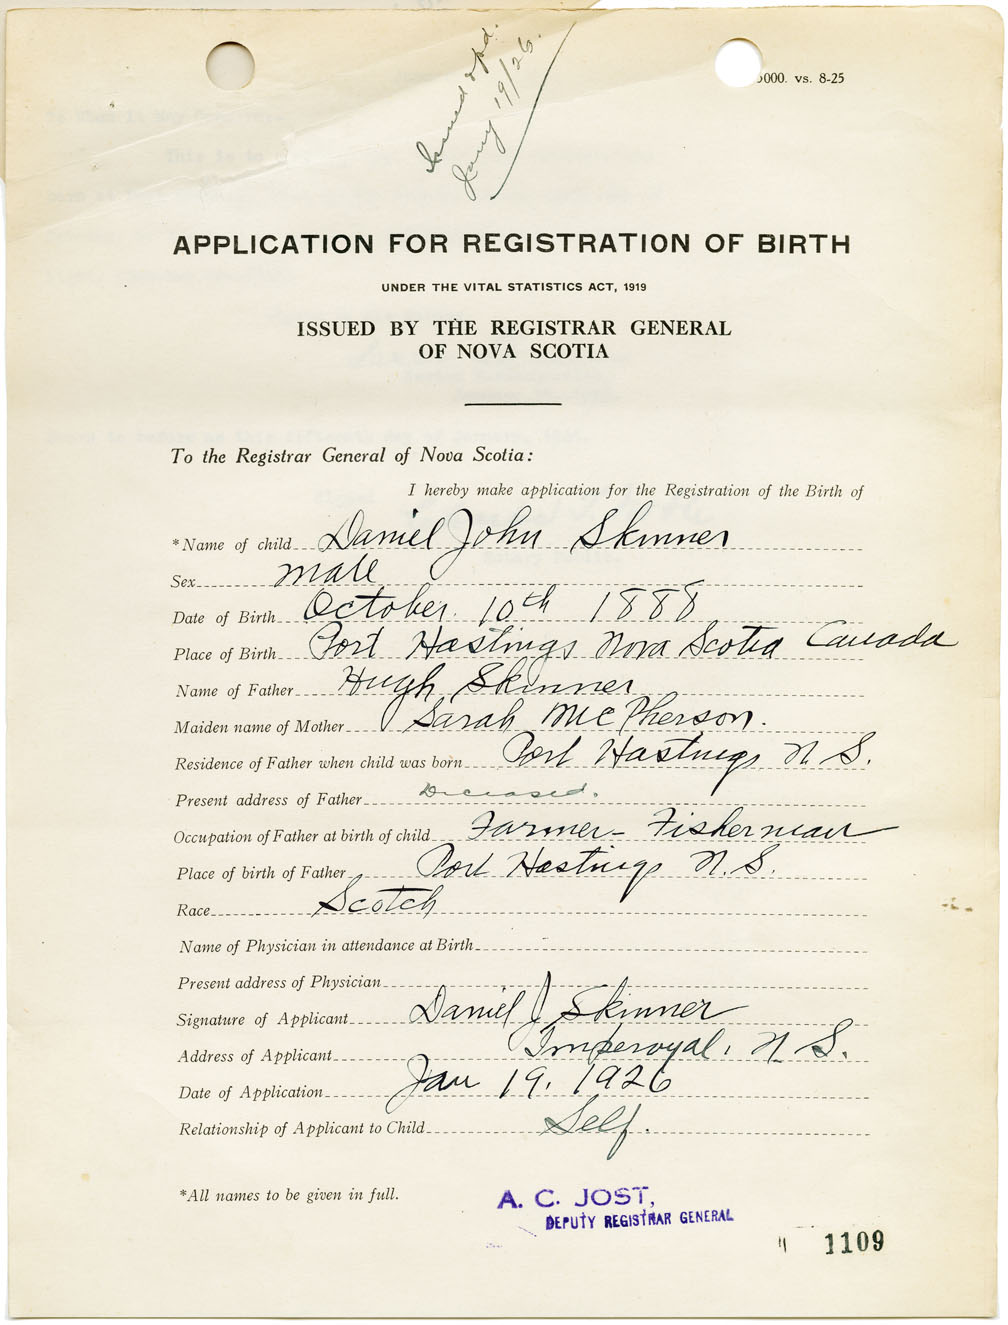 Issued & pd.
Jany 19/26.
5000. vs. 8-25
APPLICATION FOR REGISTRATION OF BIRTH
UNDER THE VITAL STATISTICS ACT, 1919
ISSUED BY THE REGISTRAR GENERAL
OF NOVA SCOTIA
To the Registrar General of Nova Scotia:
I hereby make application for the Registration of the Birth of
*Name of child Daniel John Skinner
Sex male
Date of Birth October. 10th 1888
Place of Birth Port Hastings Nova Scotia Canada
Name of Father Hugh Skinner
Maiden name of Mother Sarah McPherson.
Residence of Father when child was born Port Hastings N. S.
Present address of Father Deceased.
Occupation of Father at birth of child Farmer - Fisherman
Place of birth of Father Port Hastings N. S.
Race Scotch
Name of Physician in attendance at Birth
Present address of Physician
Signature of Applicant Daniel J Skinner
Address of Applicant Imperoyal, N. S.
Date of Application Jan 19. 1926
Relationship of Applicant to Child Self.
*All names to be given in full.
A. C. JOST,
DEPUTY REGISTRAR GENERAL
1109